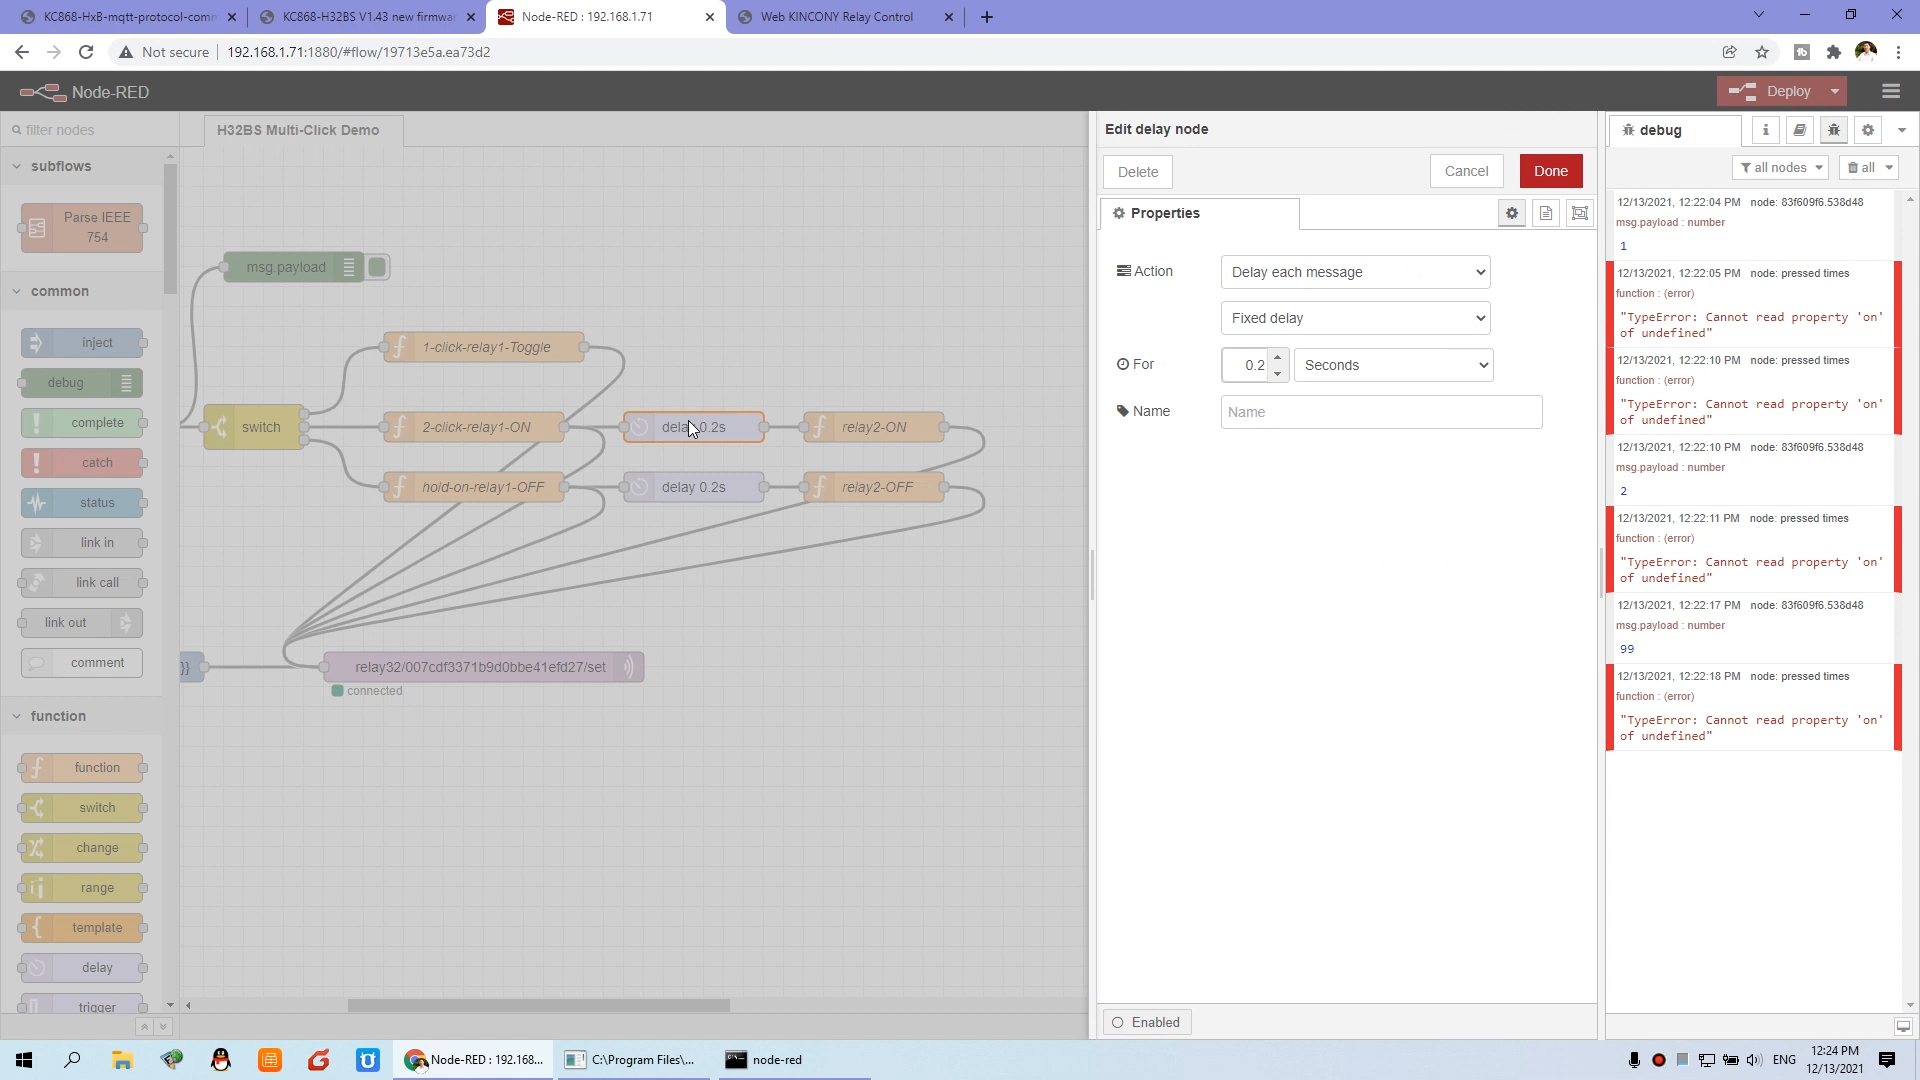 KC868-HxB-mqtt-protocol-comm
KC868-H32BS V1.43 new firmwar
Node-RED : 192.168.1.71
Web KINCONY Relay Control
Not secure
192.168.1.71:1880/#flow/19713e5a.ea73d2
Node-RED
Deploy
filter nodes
subflows
Parse IEEE
754
common
inject
debug
complete
catch
status
link in
link call
link out
comment
function
function
switch
change
range
template
delay
trigger
H32BS Multi-Click Demo
msg.payload
1-click-relay1-Toggle
switch
2-click-relay1-ON
delay 0.2s
relay2-ON
hold-on-relay1-OFF
delay 0.2s
relay2-OFF
}}
relay32/007cdf3371b9d0bbe41efd27/set
connected
Edit delay node
Delete
Cancel
Done
Properties
Action
Delay each message
Fixed delay
For
0.2
Seconds
Name
Name
Enabled
debug
all nodes
all
12/13/2021, 12:22:04 PM node: 83f609f6.538d48
msg.payload : number
1
12/13/2021, 12:22:05 PM node: pressed times
function : (error)
"TypeError: Cannot read property 'on'
of undefined"
12/13/2021, 12:22:10 PM node: pressed times
function : (error)
"TypeError: Cannot read property 'on'
of undefined"
12/13/2021, 12:22:10 PM node: 83f609f6.538d48
msg.payload : number
2
12/13/2021, 12:22:11 PM node: pressed times
function : (error)
"TypeError: Cannot read property 'on'
of undefined"
12/13/2021, 12:22:17 PM node: 83f609f6.538d48
msg.payload : number
99
12/13/2021, 12:22:18 PM node: pressed times
function : (error)
"TypeError: Cannot read property 'on'
of undefined"
Node-RED : 192.168...
C:\Program Files\...
node-red
ENG
12:24 PM
12/13/2021